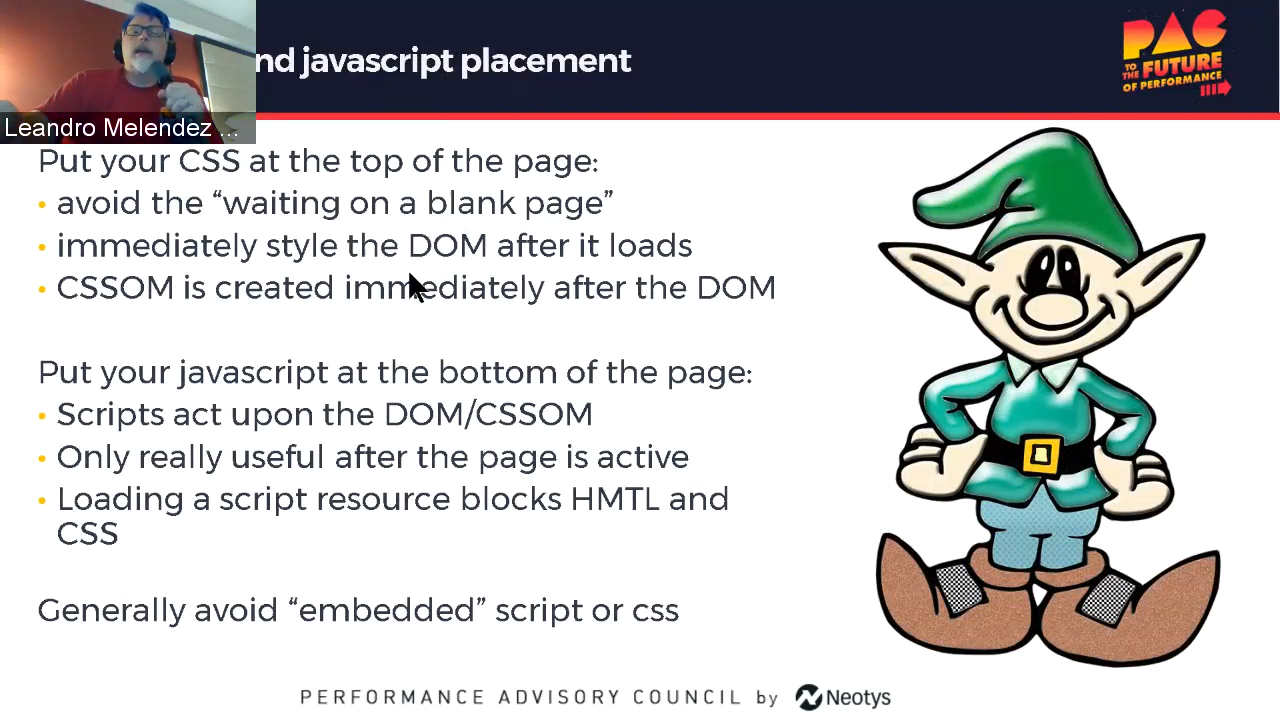 nd javascript placement
PAC
TO THE FUTURE
OF PERFORMANCE
Leandro Melendez ...
Put your CSS at the top of the page:
• avoid the “waiting on a blank page”
• immediately style the DOM after it loads
• CSSOM is created immediately after the DOM
Put your javascript at the bottom of the page:
• Scripts act upon the DOM/CSSOM
• Only really useful after the page is active
• Loading a script resource blocks HMTL and
CSS
Generally avoid “embedded” script or css
PERFORMANCE ADVISORY COUNCIL by Neotys